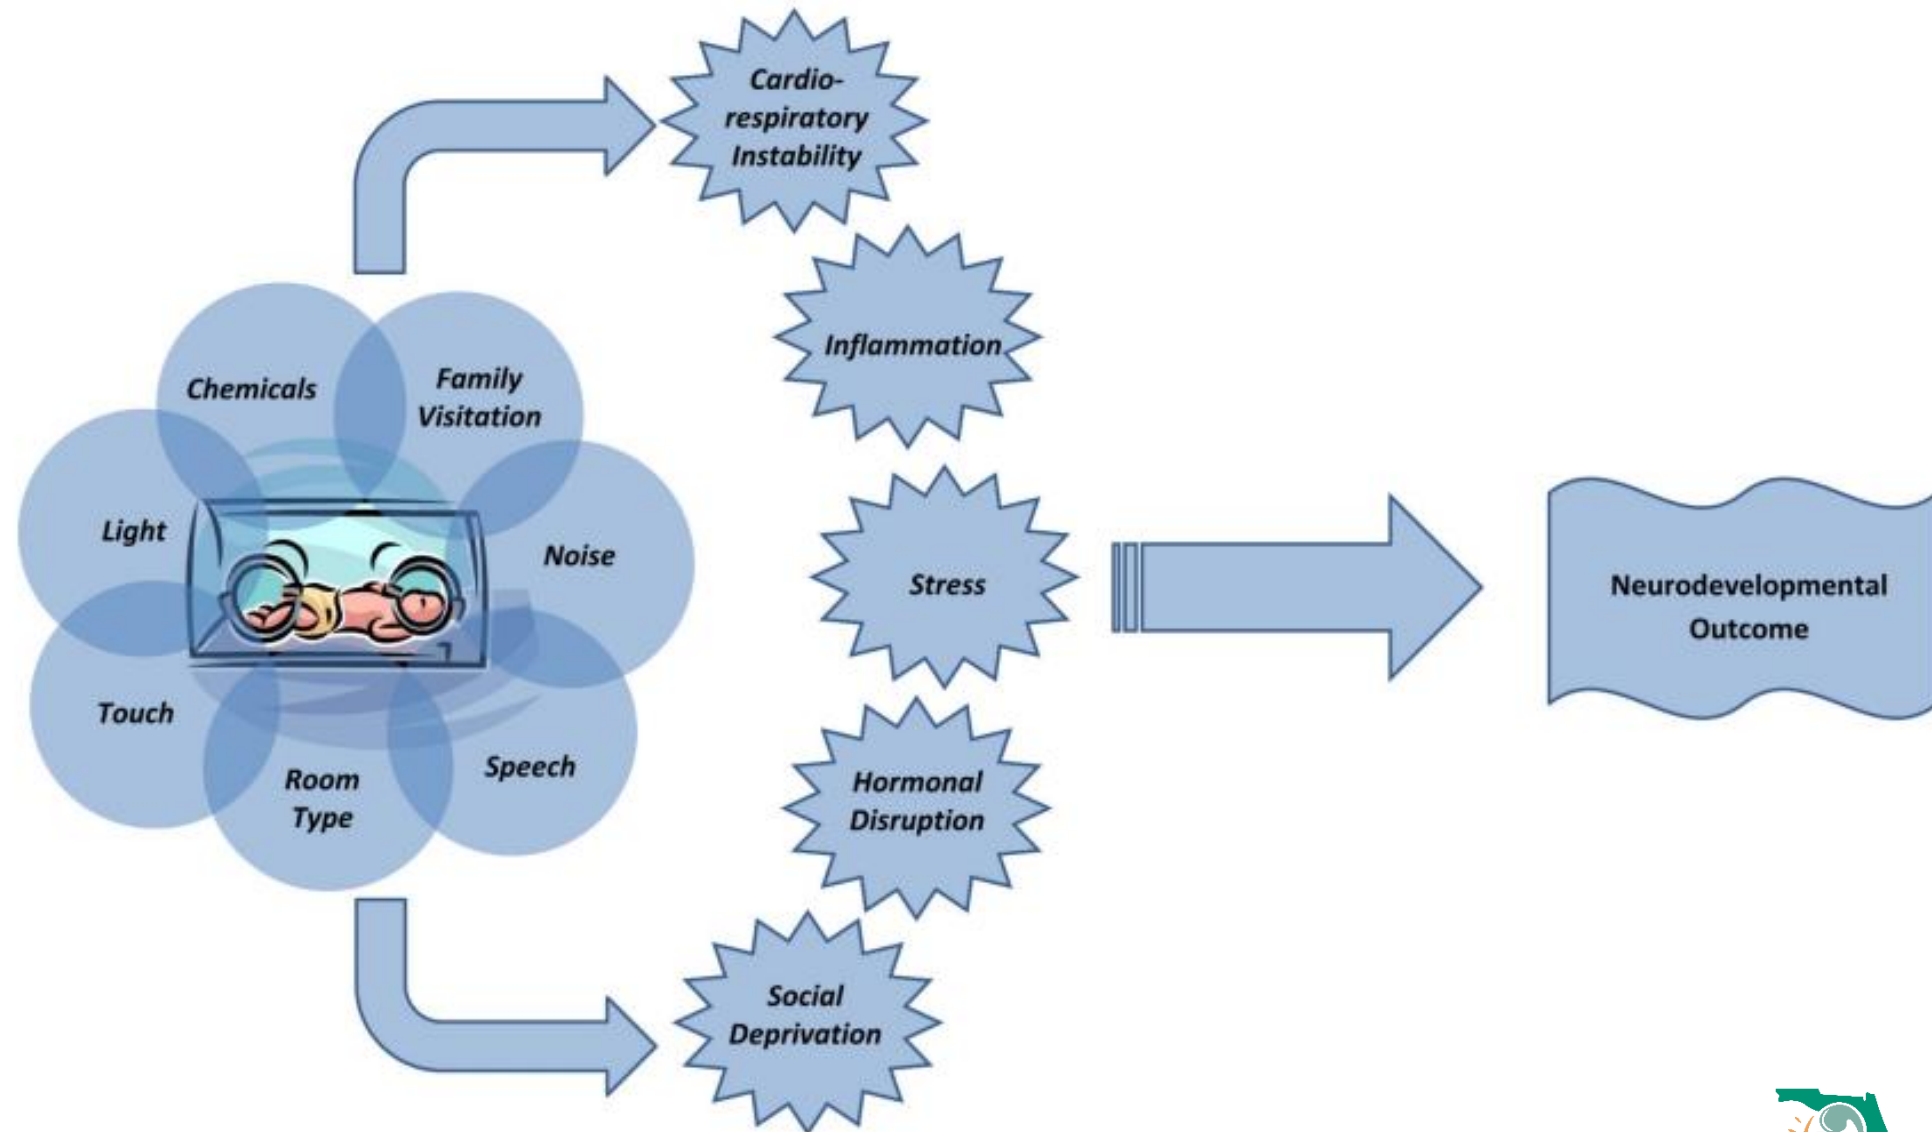 Cardio-
respiratory
Instability
Inflammation
Chemicals
Family
Visitation
Light
Noise
Stress
Neurodevelopmental
Outcome
Touch
Room
Type
Speech
Hormonal
Disruption
Social
Deprivation